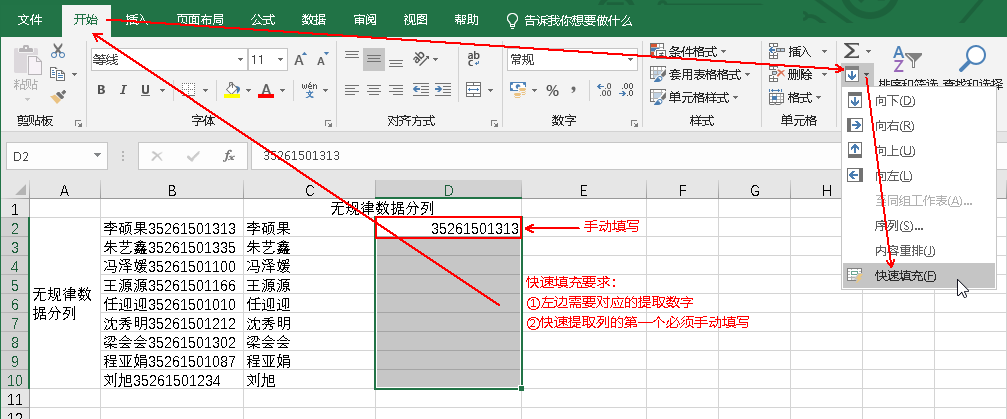 文件 开始 插入 页面布局 公式 数据 审阅 视图 帮助 告诉我你想要做什么
粘贴
等线 11
B I U A wén 文
ab
常规
% ,
条件格式
套用表格格式
单元格样式
插入
删除
格式
Σ
排序和筛选 查找和选择
剪贴板 字体 对齐方式 数字 样式 单元格
向下(D)
向右(R)
向上(U)
向左(L)
至同组工作表(A)...
序列(S)...
内容重排(J)
快速填充(F)
D2 fx 35261501313
A B C D E F G H
1 无规律数据分列
2 李硕果35261501313 李硕果 35261501313 手动填写
3 朱艺鑫35261501335 朱艺鑫
4 冯泽媛35261501100 冯泽媛
5 王源源35261501166 王源源 快速填充要求:
无规律数据分列
6 任迎迎35261501010 任迎迎 ①左边需要对应的提取数字
7 沈秀明35261501212 沈秀明 ②快速提取列的第一个必须手动填写
8 梁会会35261501302 梁会会
9 程亚娟35261501087 程亚娟
10 刘旭35261501234 刘旭
11